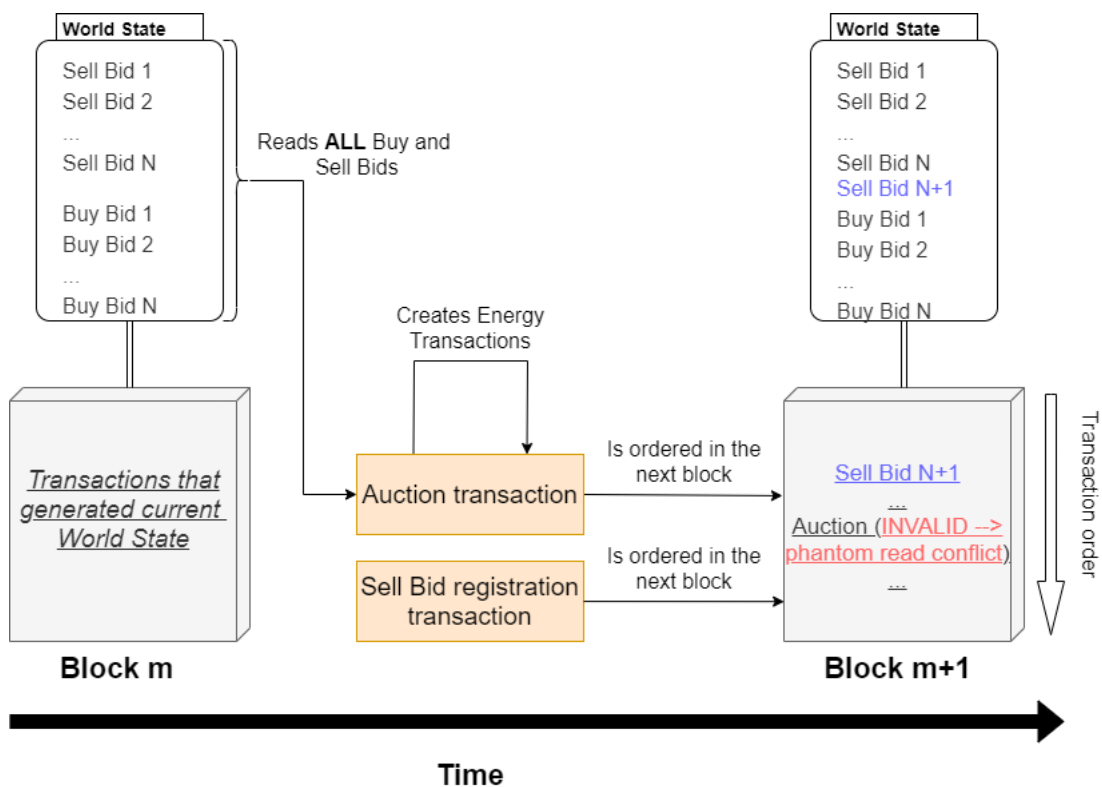 World State
Sell Bid 1
Sell Bid 2
...
Sell Bid N
Buy Bid 1
Buy Bid 2
...
Buy Bid N
Reads ALL Buy and
Sell Bids
Creates Energy
Transactions
World State
Sell Bid 1
Sell Bid 2
...
Sell Bid N
Sell Bid N+1
Buy Bid 1
Buy Bid 2
...
Buy Bid N
Transactions that
generated current
World State
Block m
Auction transaction
Is ordered in the
next block
Sell Bid registration
transaction
Is ordered in the
next block
Sell Bid N+1
...
Auction (INVALID -->
phantom read conflict)
...
Block m+1
Transaction order
Time